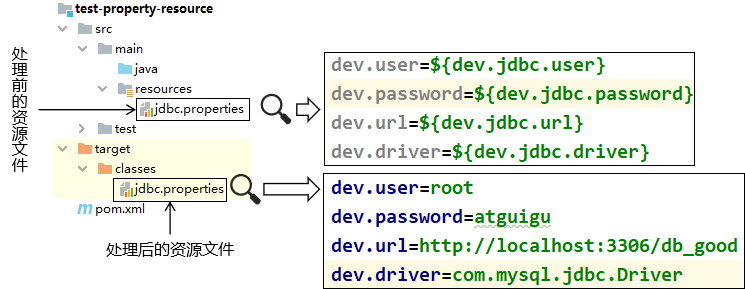 test-property-resource
src
main
java
resources
jdbc.properties
test
target
classes
jdbc.properties
pom.xml
处理前的资源文件
处理后的资源文件
dev.user=${dev.jdbc.user}
dev.password=${dev.jdbc.password}
dev.url=${dev.jdbc.url}
dev.driver=${dev.jdbc.driver}
dev.user=root
dev.password=atguigu
dev.url=http://localhost:3306/db_good
dev.driver=com.mysql.jdbc.Driver